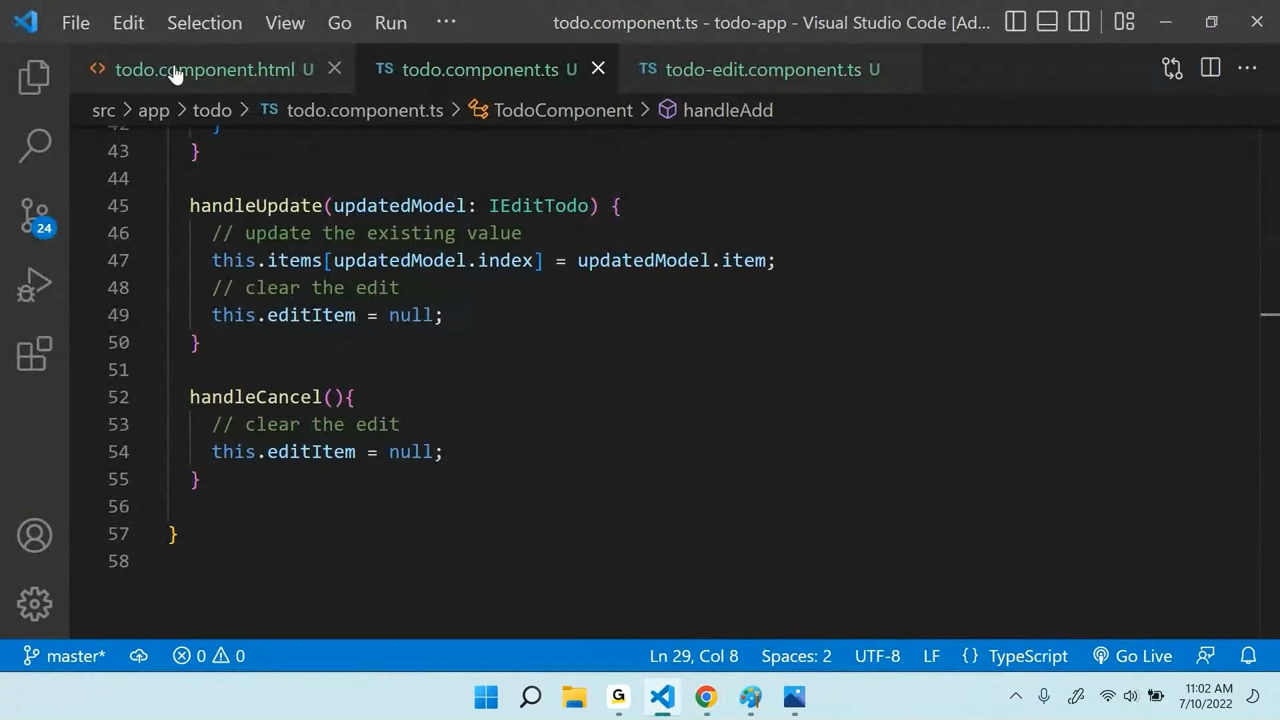 File Edit Selection View Go Run ··· todo.component.ts - todo-app - Visual Studio Code [Ad...
todo.component.html U TS todo.component.ts U TS todo-edit.component.ts U
src > app > todo > TS todo.component.ts > TodoComponent > handleAdd
42 }
43 }
44
45 handleUpdate(updatedModel: IEditTodo) {
46 // update the existing value
47 this.items[updatedModel.index] = updatedModel.item;
48 // clear the edit
49 this.editItem = null;
50 }
51
52 handleCancel(){
53 // clear the edit
54 this.editItem = null;
55 }
56
57 }
58
24
master* 0 0 Ln 29, Col 8 Spaces: 2 UTF-8 LF {} TypeScript Go Live
G 11:02 AM
7/10/2022